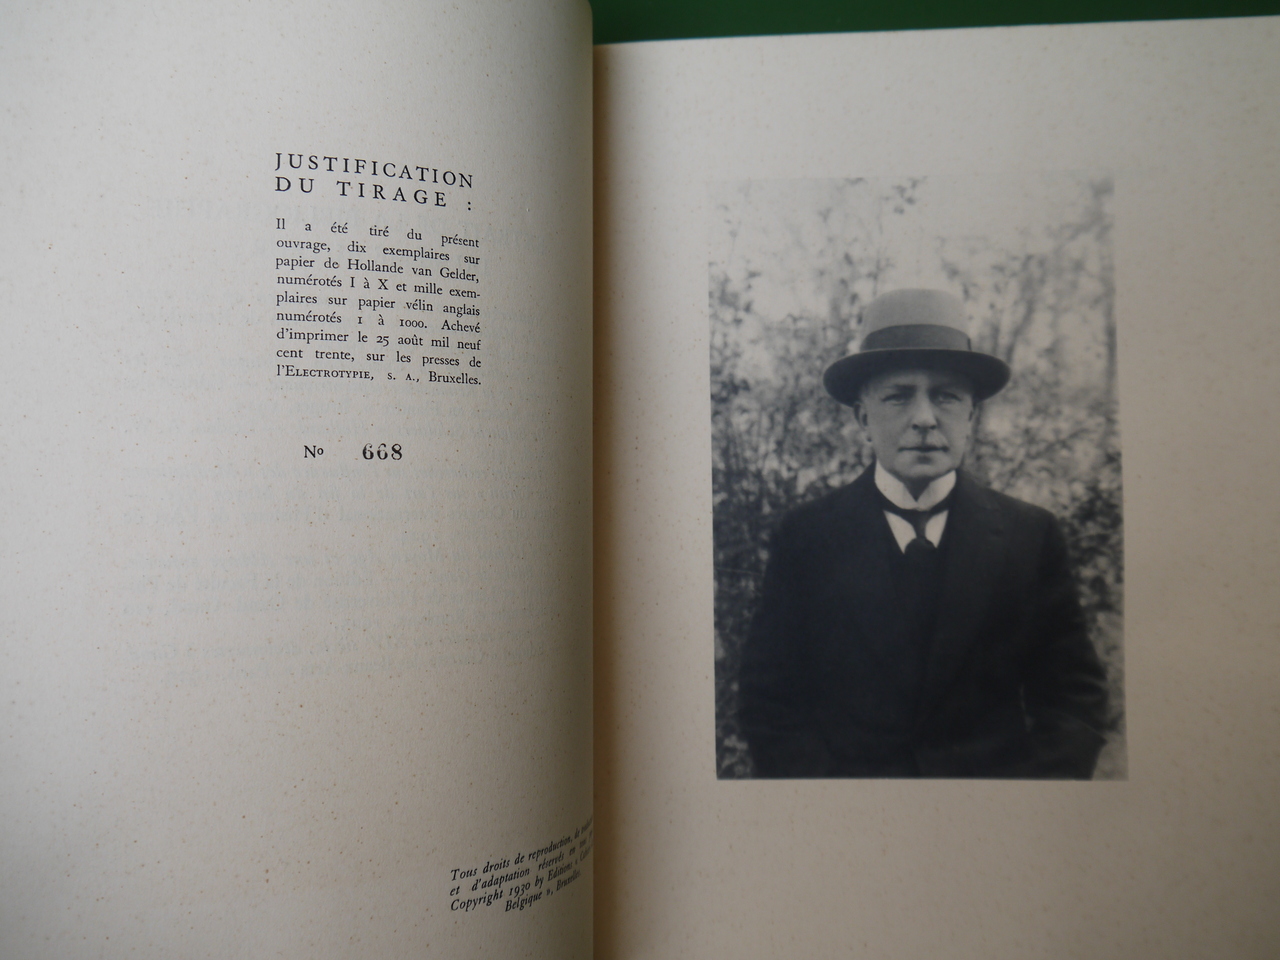 JUSTIFICATION
DU TIRAGE :
Il a été tiré du présent
ouvrage, dix exemplaires sur
papier de Hollande van Gelder,
numérotés I à X et mille exem-
plaires sur papier vélin anglais
numérotés 1 à 1000. Achevé
d'imprimer le 25 août mil neuf
cent trente, sur les presses de
l'ELECTROTYPIE, S. A., Bruxelles.
Nº 668
Tous droits de reproduction, de
et d'adaptation réservés
Copyright 1930 by Editions «
Belgique », Bruxelles.